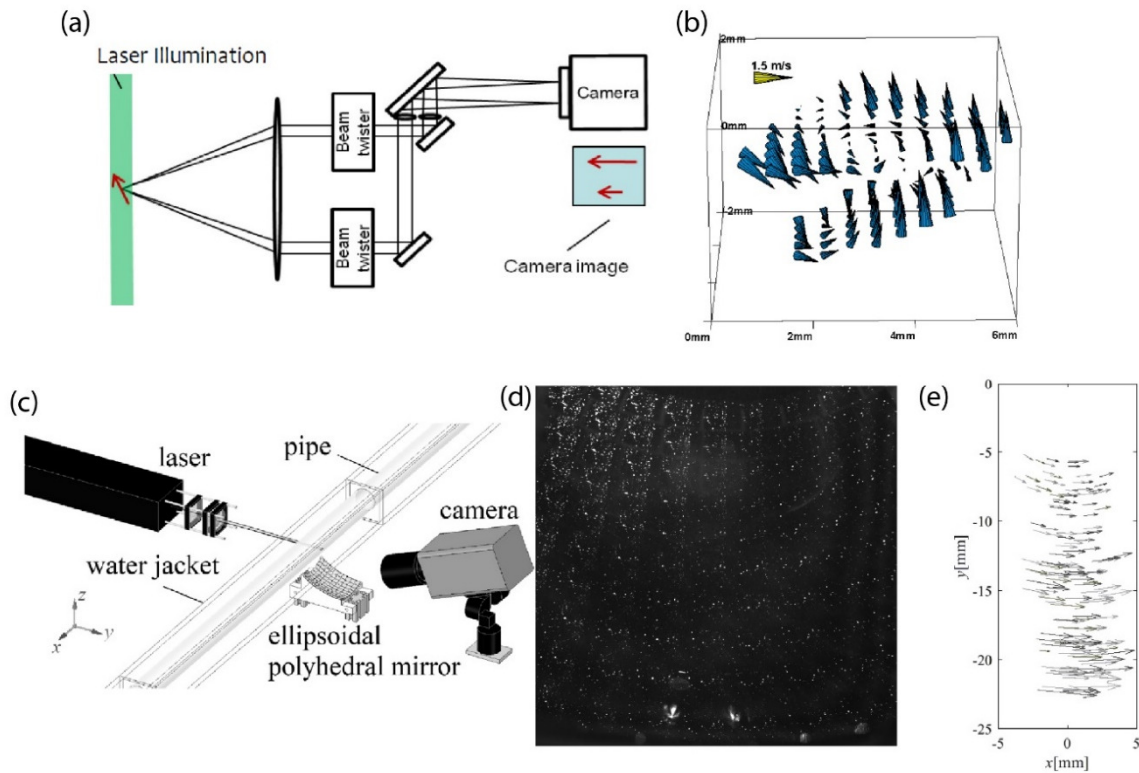 (a)
Laser Illumination
Beam
twister
Beam
twister
Camera
Camera image
(b)
2mm
1.5 m/s
0mm
-2mm
0mm
2mm
4mm
6mm
(c)
laser
pipe
camera
water jacket
z
y
x
ellipsoidal
polyhedral mirror
(d)
(e)
0
-5
-10
-15
-20
-25
y[mm]
-5
0
5
x[mm]